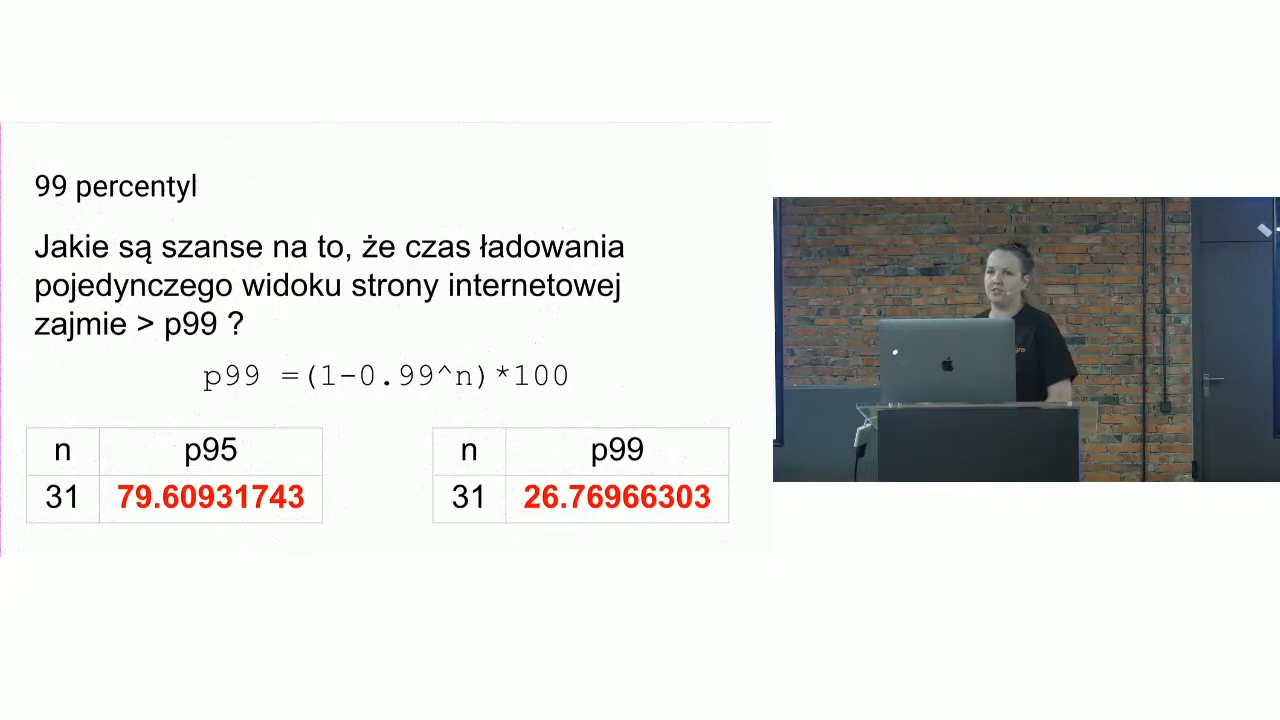 99 percentyl
Jakie są szanse na to, że czas ładowania
pojedynczego widoku strony internetowej
zajmie > p99 ?
p99 =(1-0.99^n)*100
n p95
31 79.60931743
n p99
31 26.76966303